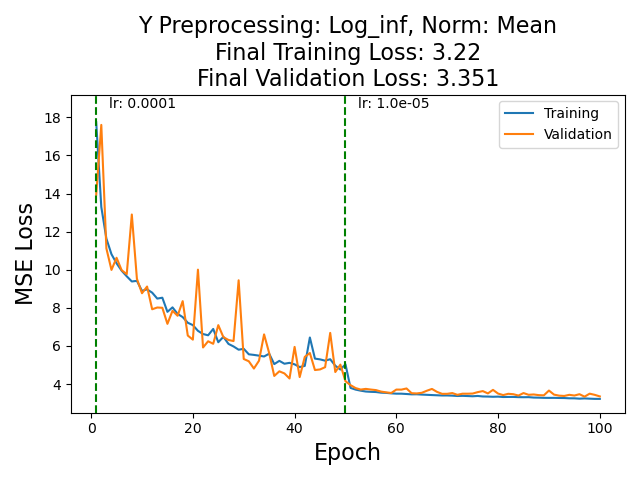 Y Preprocessing: Log_inf, Norm: Mean
Final Training Loss: 3.22
Final Validation Loss: 3.351
lr: 0.0001
lr: 1.0e-05
Training
Validation
MSE Loss
18
16
14
12
10
8
6
4
0
20
40
60
80
100
Epoch